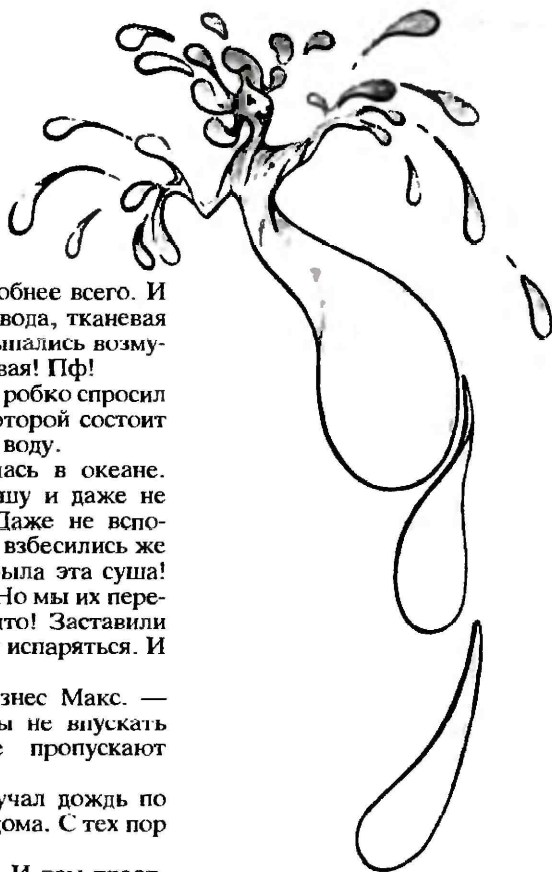 обнее всего. И
вода, тканевая
ыпались возму-
вая! Пф!
робко спросил
оторой состоит
воду.
лась в океане.
шу и даже не
Даже не вспо-
взбесились же
ыла эта суша!
Но мы их пере-
что! Заставили
испаряться. И
знес Макс. —
ы не впускать
е пропускают
учал дождь по
дома. С тех пор